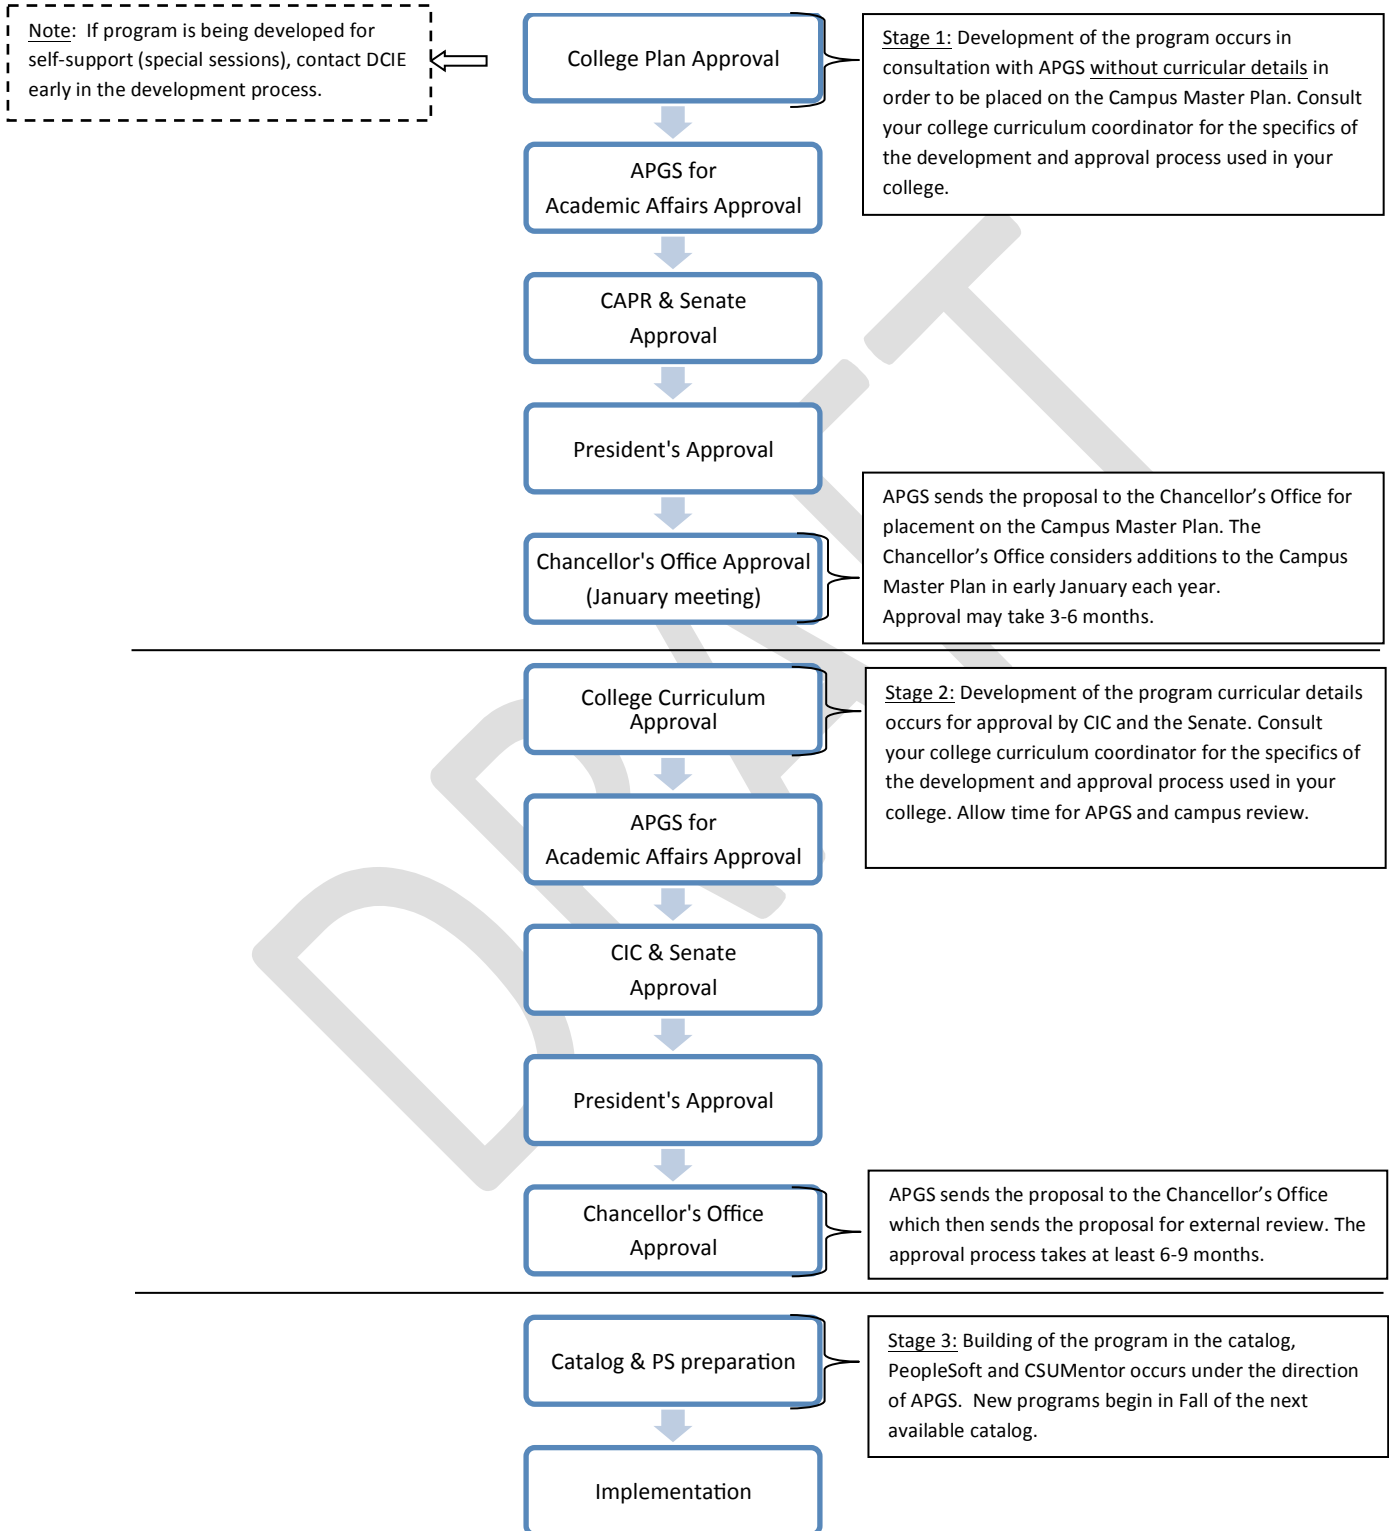 Note:  If program is being developed for
self-support (special sessions), contact DCIE
early in the development process.
College Plan Approval
Stage 1: Development of the program occurs in
consultation with APGS without curricular details in
order to be placed on the Campus Master Plan. Consult
your college curriculum coordinator for the specifics of
the development and approval process used in your
college.
APGS for
Academic Affairs Approval
CAPR & Senate
Approval
President's Approval
Chancellor's Office Approval
(January meeting)
APGS sends the proposal to the Chancellor’s Office for
placement on the Campus Master Plan. The
Chancellor’s Office considers additions to the Campus
Master Plan in early January each year.
Approval may take 3-6 months.
College Curriculum
Approval
Stage 2: Development of the program curricular details
occurs for approval by CIC and the Senate. Consult
your college curriculum coordinator for the specifics of
the development and approval process used in your
college. Allow time for APGS and campus review.
APGS for
Academic Affairs Approval
CIC & Senate
Approval
President's Approval
Chancellor's Office
Approval
APGS sends the proposal to the Chancellor’s Office
which then sends the proposal for external review. The
approval process takes at least 6-9 months.
Catalog & PS preparation
Stage 3: Building of the program in the catalog,
PeopleSoft and CSUMentor occurs under the direction
of APGS.  New programs begin in Fall of the next
available catalog.
Implementation
DRAFT